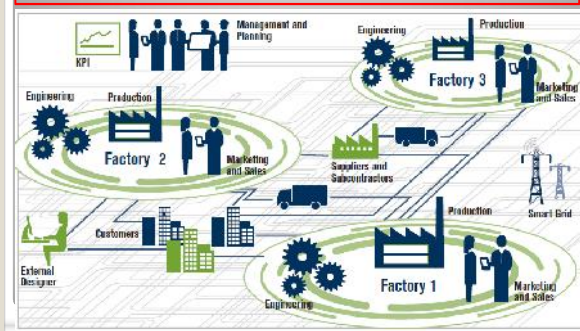 Management and
Planning
KPI
Engineering
Production
Factory 3
Marketing
and Sales
Engineering
Production
Factory 2
Marketing
and Sales
Suppliers and
Subcontractors
Smart Grid
Customers
External
Designer
Production
Factory 1
Engineering
Marketing
and Sales